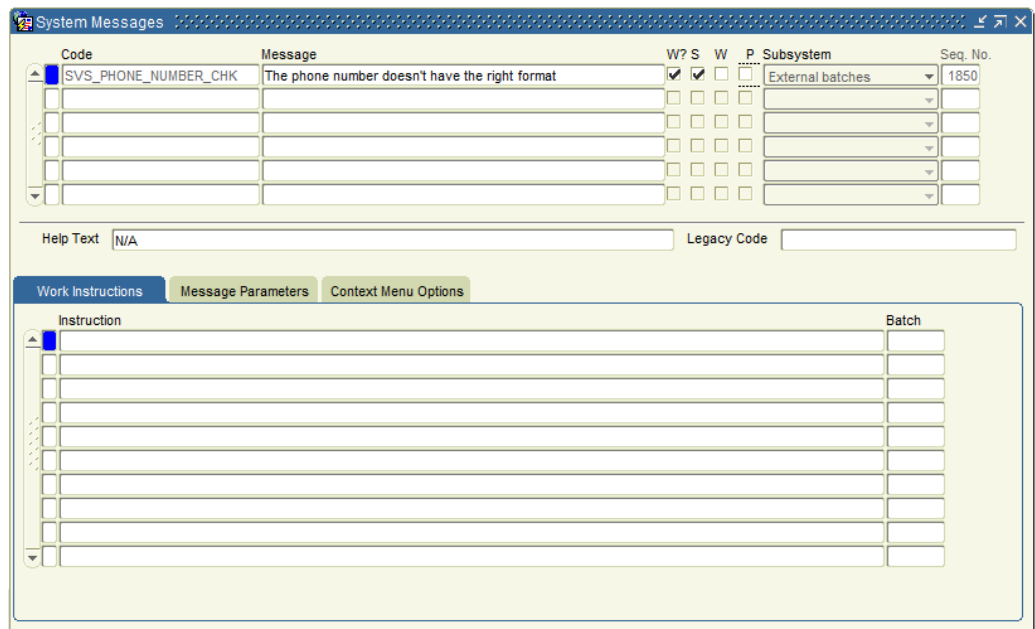 System Messages
Code Message W? S W P Subsystem Seq. No.
SVS_PHONE_NUMBER_CHK The phone number doesn't have the right format External batches 1850
Help Text N/A Legacy Code
Work Instructions Message Parameters Context Menu Options
Instruction Batch